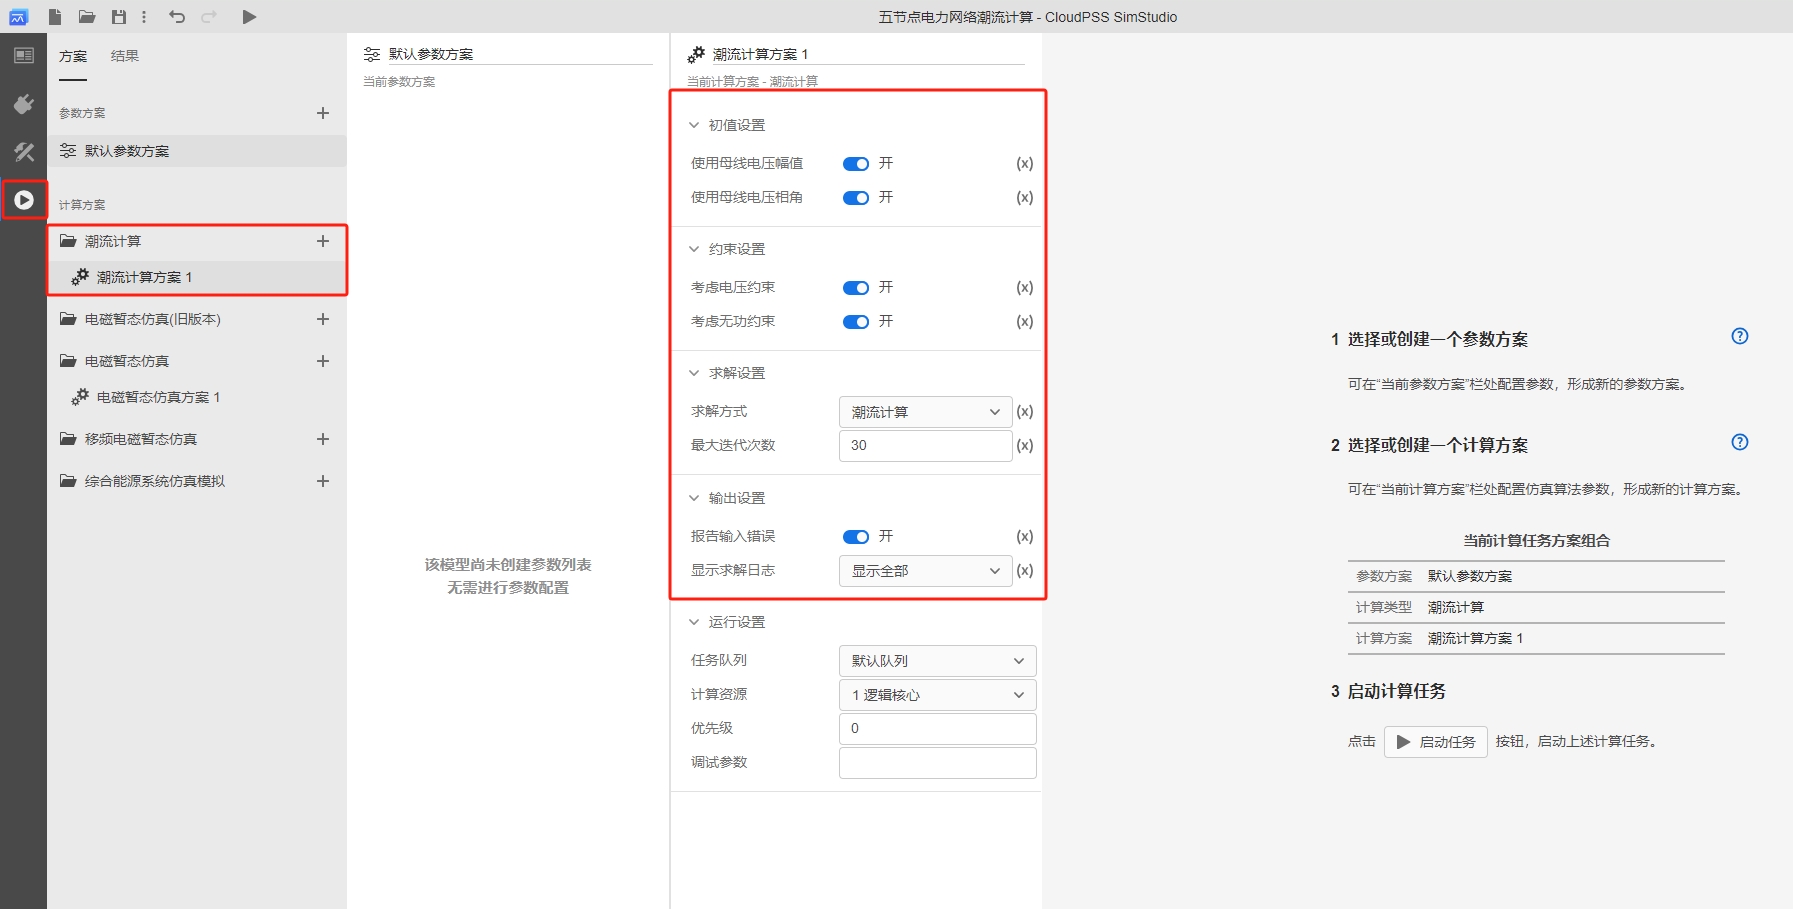 五节点电力网络潮流计算 - CloudPSS SimStudio
方案 结果
参数方案
默认参数方案
计算方案
潮流计算
潮流计算方案 1
电磁暂态仿真(旧版本)
电磁暂态仿真
电磁暂态仿真方案 1
移频电磁暂态仿真
综合能源系统仿真模拟
默认参数方案
当前参数方案
该模型尚未创建参数列表
无需进行参数配置
潮流计算方案 1
当前计算方案 - 潮流计算
初值设置
使用母线电压幅值 开 (x)
使用母线电压相角 开 (x)
约束设置
考虑电压约束 开 (x)
考虑无功约束 开 (x)
求解设置
求解方式 潮流计算 (x)
最大迭代次数 30 (x)
输出设置
报告输入错误 开 (x)
显示求解日志 显示全部 (x)
运行设置
任务队列 默认队列
计算资源 1 逻辑核心
优先级 0
调试参数
1 选择或创建一个参数方案
可在“当前参数方案”栏处配置参数，形成新的参数方案。
2 选择或创建一个计算方案
可在“当前计算方案”栏处配置仿真算法参数，形成新的计算方案。
当前计算任务方案组合
参数方案 默认参数方案
计算类型 潮流计算
计算方案 潮流计算方案 1
3 启动计算任务
点击 启动任务 按钮，启动上述计算任务。